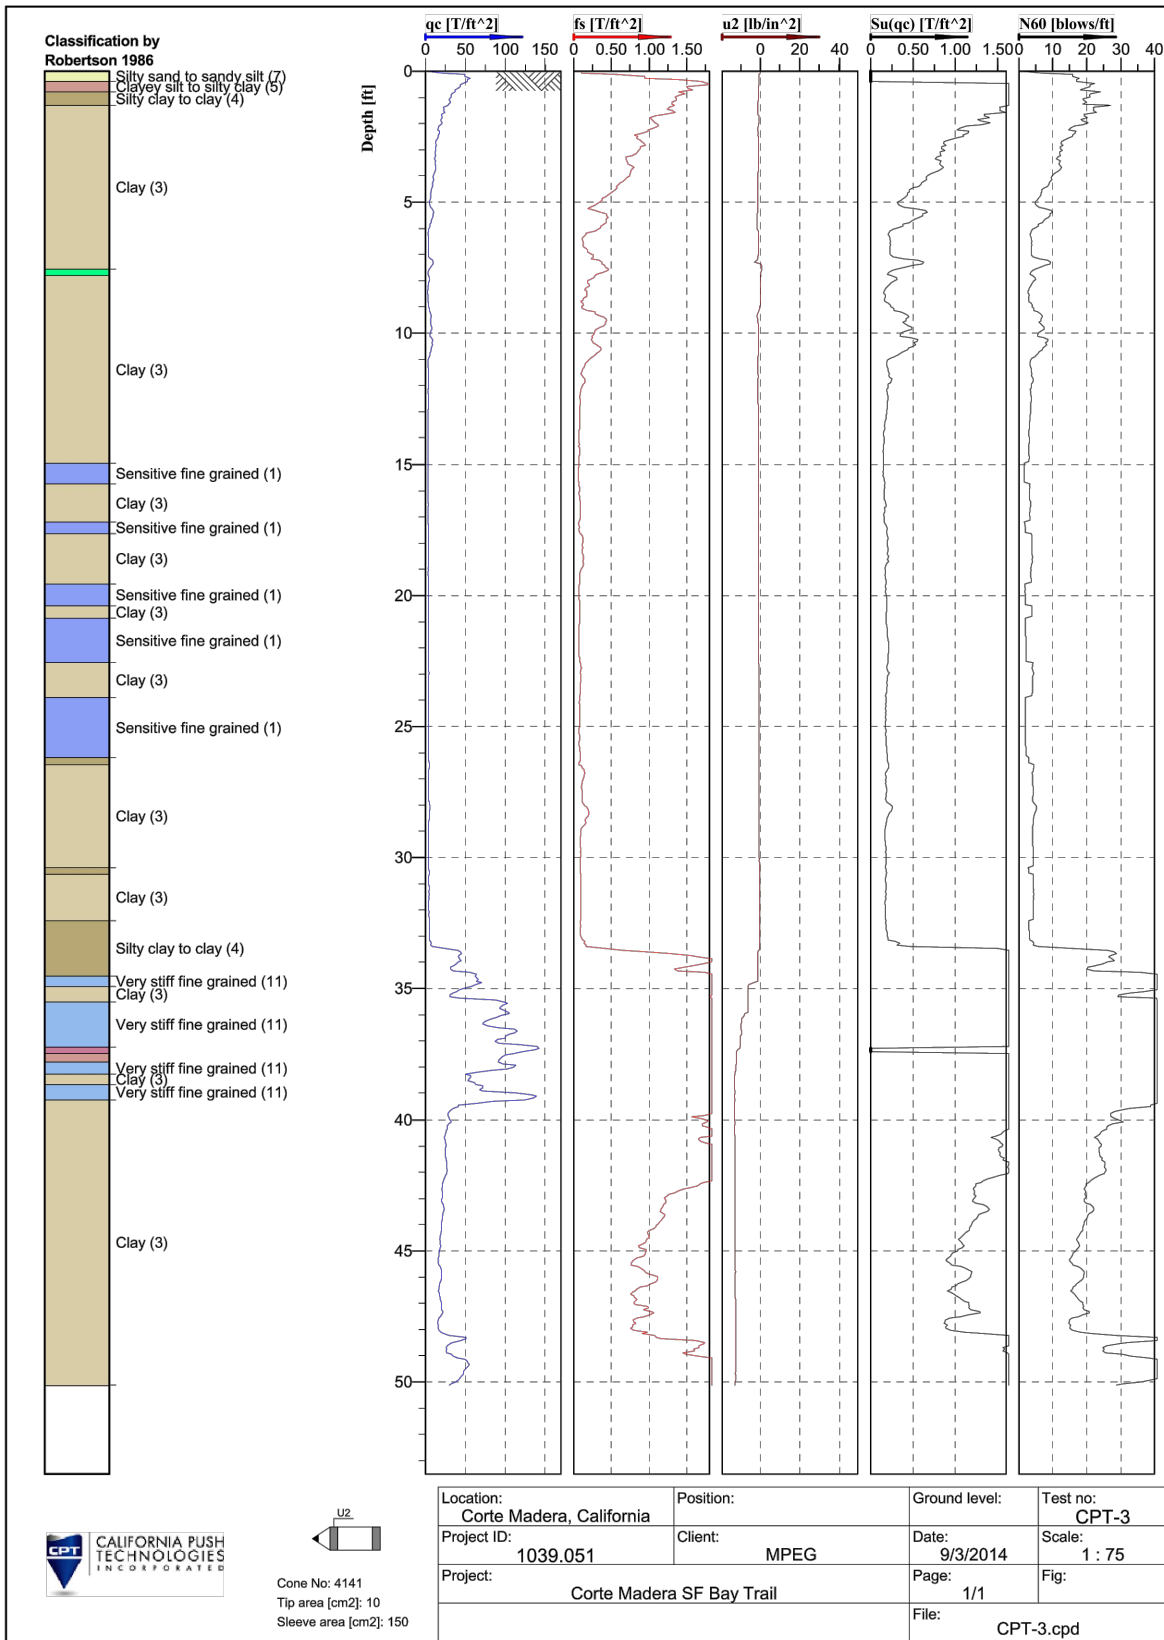 Classification by
Robertson 1986
qc [T/ft^2]
fs [T/ft^2]
u2 [lb/in^2]
Su(qc) [T/ft^2]
N60 [blows/ft]
0 50 100 150
0 0.50 1.00 1.50
0 20 40
0 0.50 1.00 1.50
0 10 20 30 40
Depth [ft]
0
5
10
15
20
25
30
35
40
45
50
Silty sand to sandy silt (7)
Clayey silt to silty clay (5)
Silty clay to clay (4)
Clay (3)
Clay (3)
Sensitive fine grained (1)
Clay (3)
Sensitive fine grained (1)
Clay (3)
Sensitive fine grained (1)
Clay (3)
Sensitive fine grained (1)
Clay (3)
Sensitive fine grained (1)
Clay (3)
Clay (3)
Silty clay to clay (4)
Very stiff fine grained (11)
Clay (3)
Very stiff fine grained (11)
Very stiff fine grained (11)
Clay (3)
Very stiff fine grained (11)
Clay (3)
CPT
CALIFORNIA PUSH
TECHNOLOGIES
INCORPORATED
U2
Cone No: 4141
Tip area [cm2]: 10
Sleeve area [cm2]: 150
Location:
Corte Madera, California
Position:
Ground level:
Test no:
CPT-3
Project ID:
1039.051
Client:
MPEG
Date:
9/3/2014
Scale:
1 : 75
Project:
Corte Madera SF Bay Trail
Page:
1/1
Fig:
File:
CPT-3.cpd